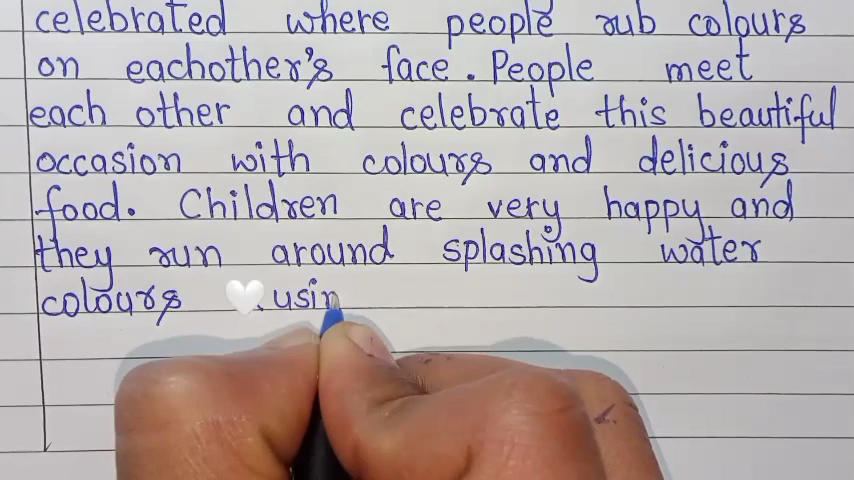 celebrated where people rub colours
on eachother's face. People meet
each other and celebrate this beautiful
occasion with colours and delicious
food. Children are very happy and
they run around splashing water
colours usin